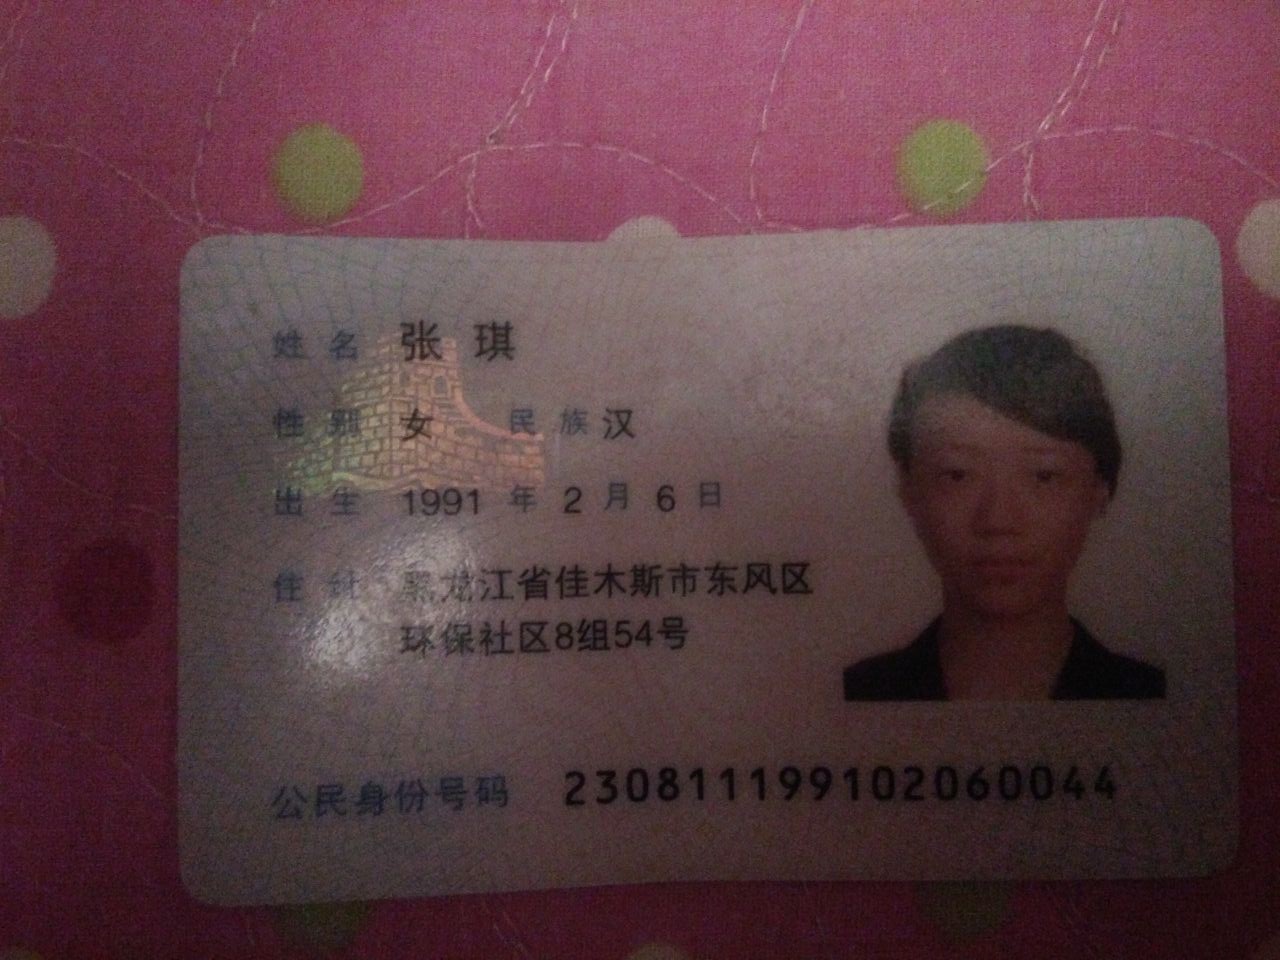 姓名 张琪
性别 女 民族 汉
出生 1991 年 2 月 6 日
住址 黑龙江省佳木斯市东风区
环保社区8组54号
公民身份号码 230811199102060044